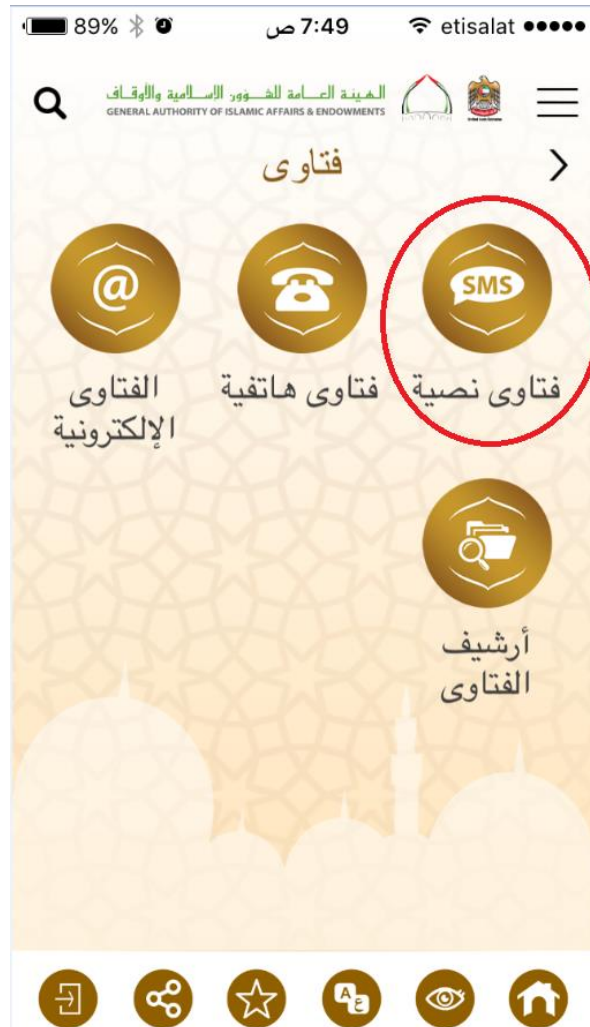 89% 7:49 ص etisalat
الهيئة العامة للشؤون الإسلامية والأوقاف
GENERAL AUTHORITY OF ISLAMIC AFFAIRS & ENDOWMENTS
فتاوى
SMS
@
فتاوى نصية
فتاوى هاتفية
الفتاوى
الإلكترونية
أرشيف
الفتاوى
A ع